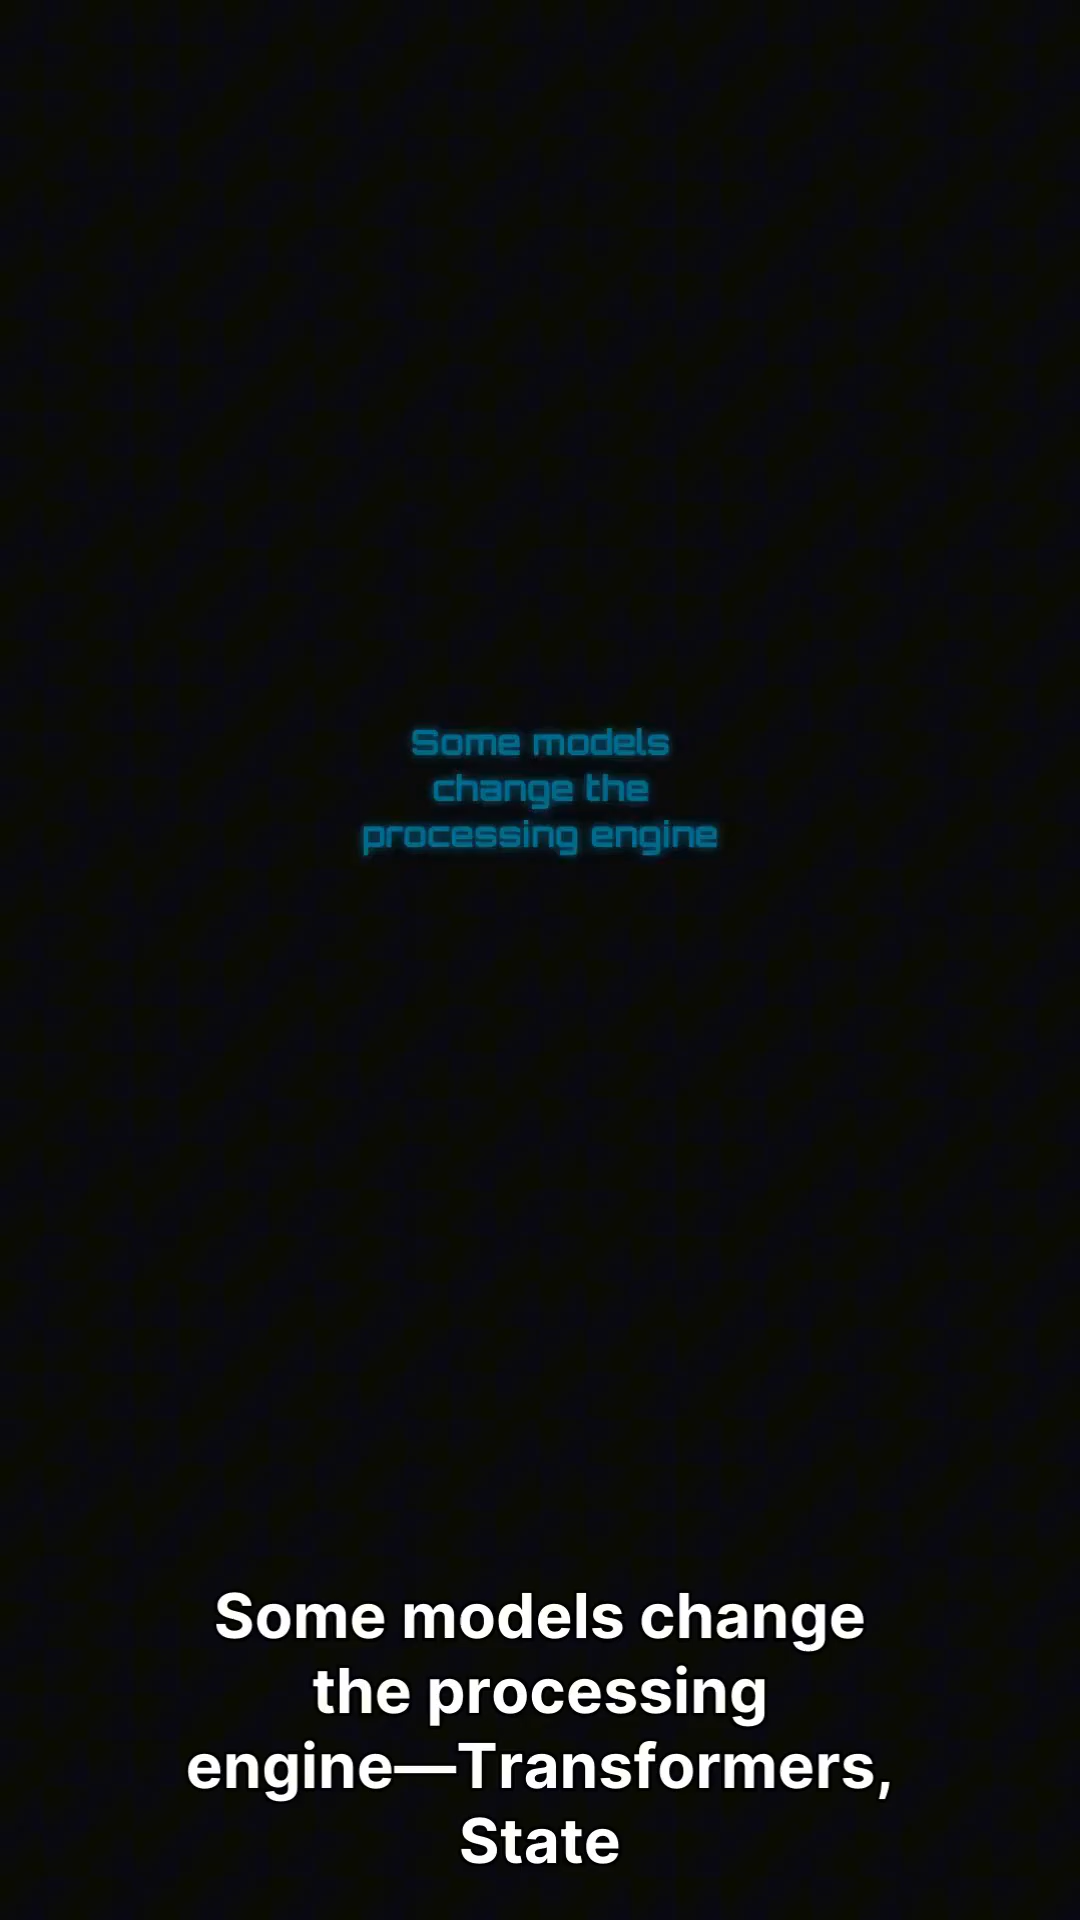 Some models
change the
processing engine
Some models change
the processing
engine—Transformers,
State